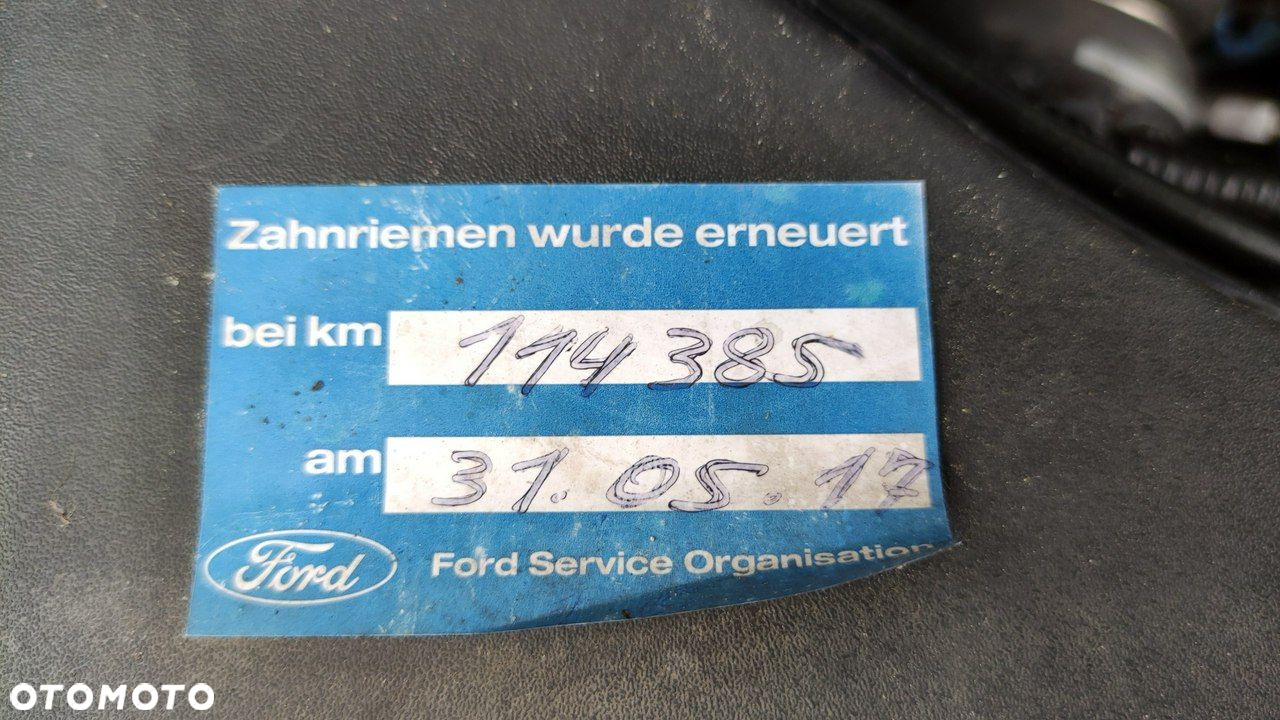 Zahnriemen wurde erneuert
bei km 114385
am 31.05.17
Ford Ford Service Organisation
OTOMOTO